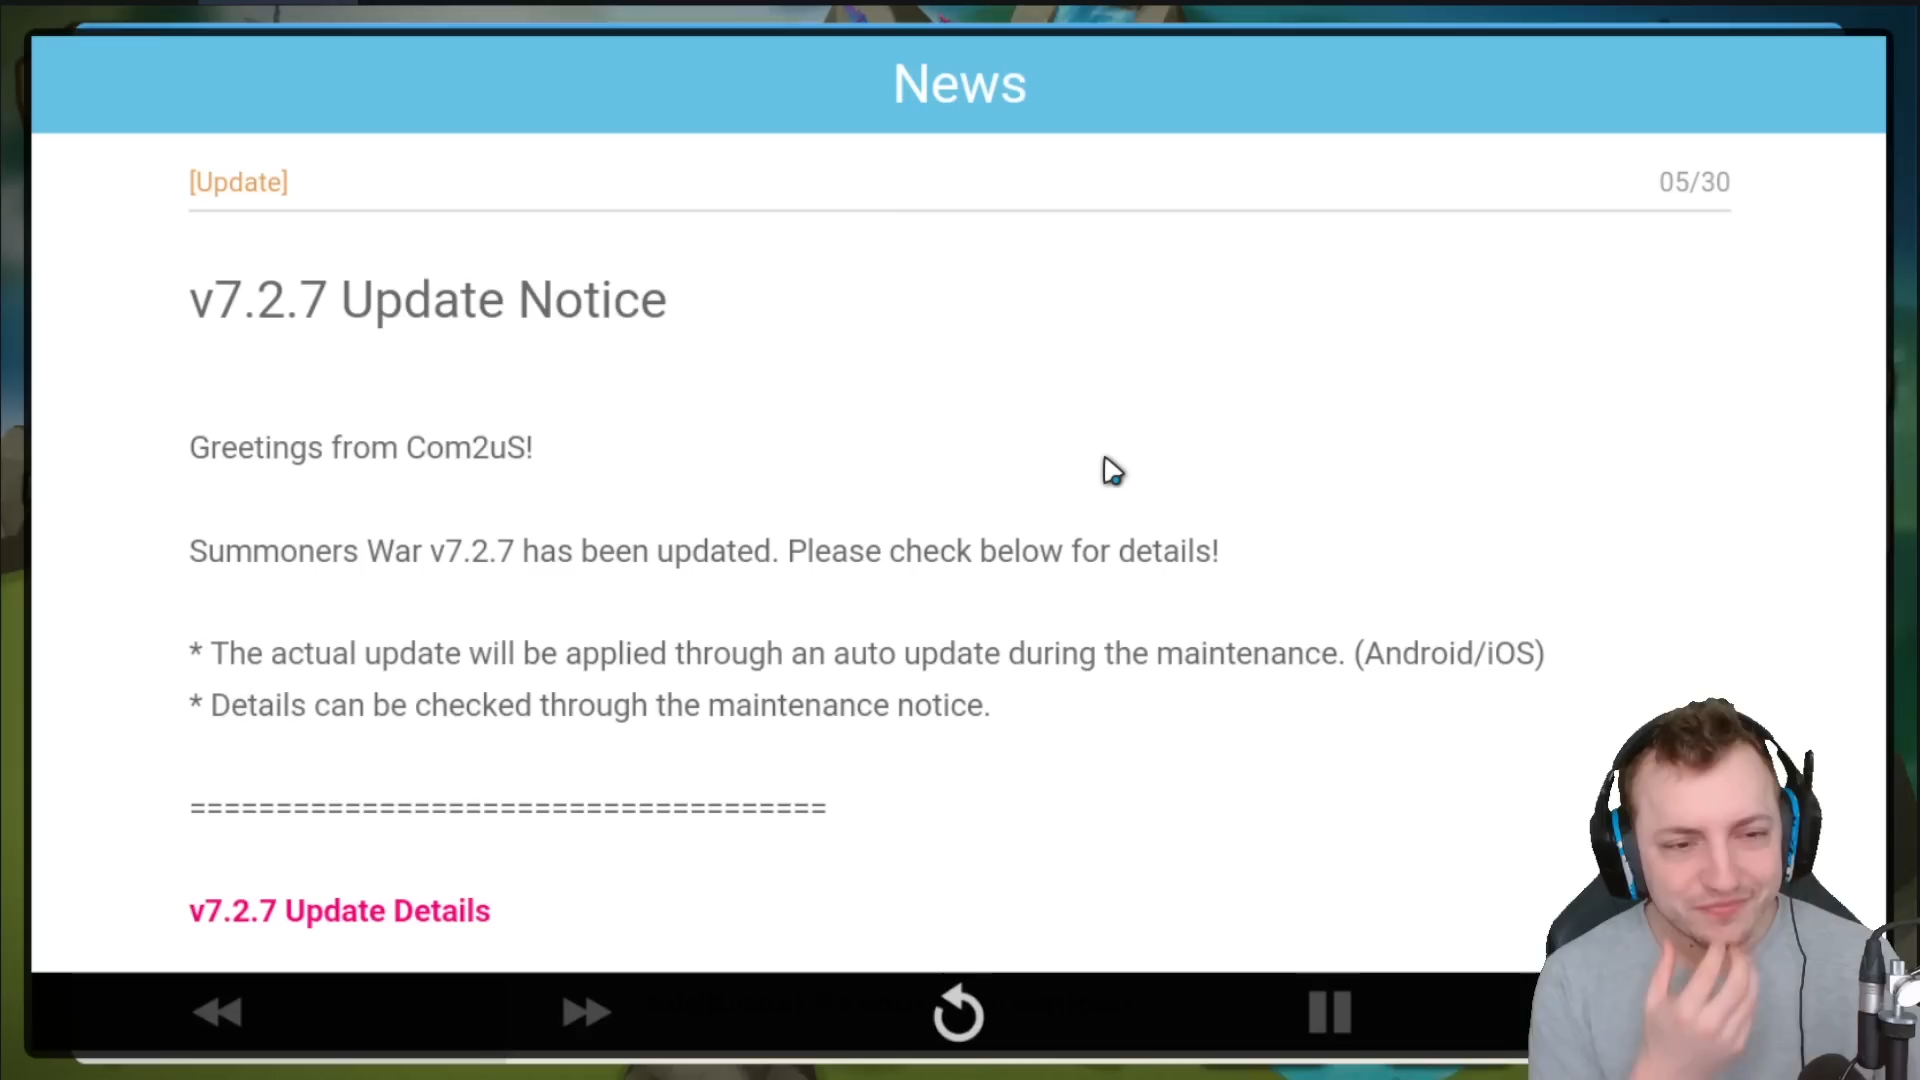 News
[Update]
05/30
v7.2.7 Update Notice
Greetings from Com2uS!
Summoners War v7.2.7 has been updated. Please check below for details!
* The actual update will be applied through an auto update during the maintenance. (Android/iOS)
* Details can be checked through the maintenance notice.
=====================================
v7.2.7 Update Details